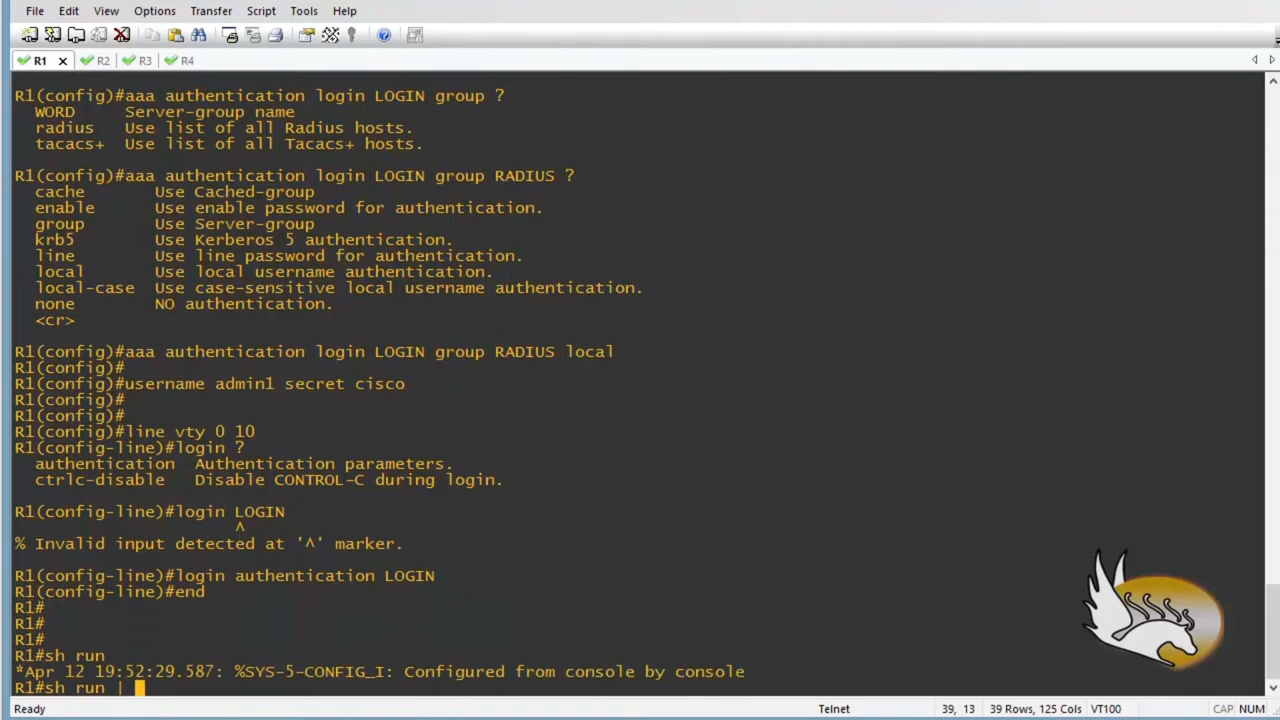 File Edit View Options Transfer Script Tools Help
R1 R2 R3 R4
R1(config)#aaa authentication login LOGIN group ?
WORD Server-group name
radius Use list of all Radius hosts.
tacacs+ Use list of all Tacacs+ hosts.
R1(config)#aaa authentication login LOGIN group RADIUS ?
cache Use Cached-group
enable Use enable password for authentication.
group Use Server-group
krb5 Use Kerberos 5 authentication.
line Use line password for authentication.
local Use local username authentication.
local-case Use case-sensitive local username authentication.
none NO authentication.
<cr>
R1(config)#aaa authentication login LOGIN group RADIUS local
R1(config)#
R1(config)#username admin1 secret cisco
R1(config)#
R1(config)#
R1(config)#line vty 0 10
R1(config-line)#login ?
authentication Authentication parameters.
ctrlc-disable Disable CONTROL-C during login.
R1(config-line)#login LOGIN
^
% Invalid input detected at '^' marker.
R1(config-line)#login authentication LOGIN
R1(config-line)#end
R1#
R1#
R1#
R1#sh run
*Apr 12 19:52:29.587: %SYS-5-CONFIG_I: Configured from console by console
R1#sh run |
Ready Telnet 39, 13 39 Rows, 125 Cols VT100 CAP NUM